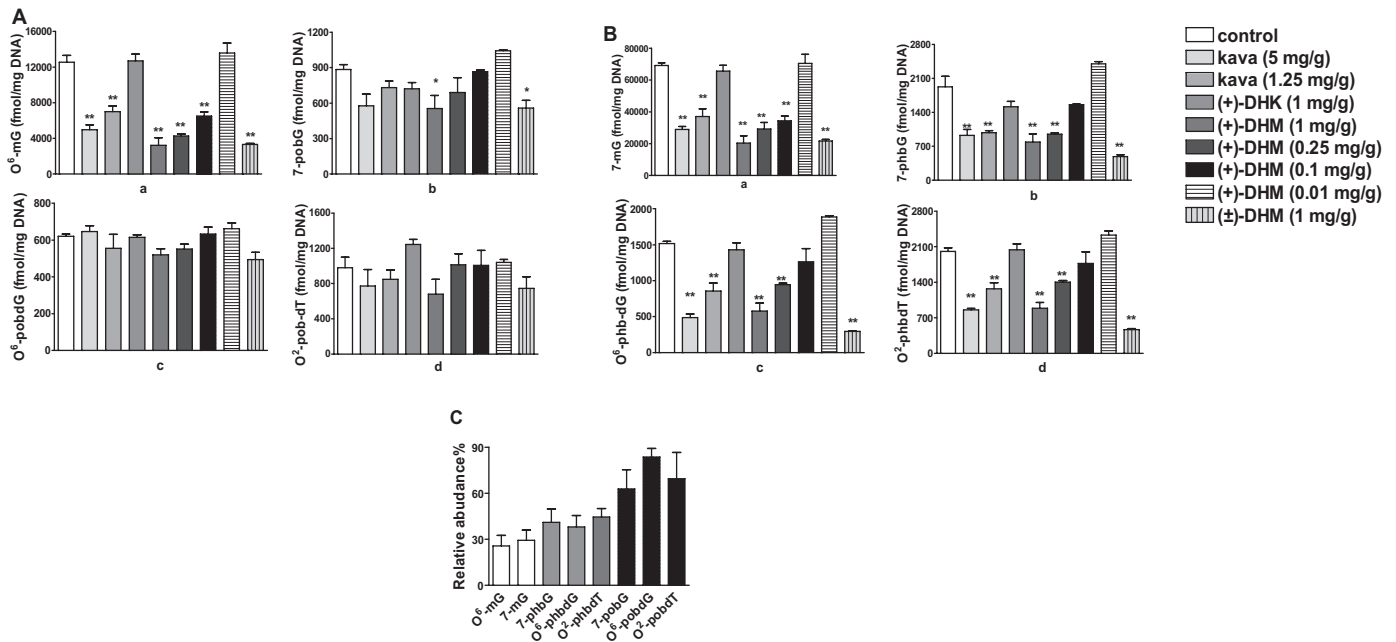 A
O⁶-mG (fmol/mg DNA)
16000
12000
8000
4000
0
**
**
**
**
**
**
a
7-pobG (fmol/mg DNA)
1200
900
600
300
0
*
*
b
O⁶-pobdG (fmol/mg DNA)
800
600
400
200
0
c
O²-pob-dT (fmol/mg DNA)
1600
1200
800
400
0
d
B
7-mG (fmol/mg DNA)
80000
60000
40000
20000
0
**
**
**
**
**
**
a
7-phbG (fmol/mg DNA)
2800
2100
1400
700
0
**
**
**
**
**
b
O⁶-phb-dG (fmol/mg DNA)
2000
1500
1000
500
0
**
**
**
**
**
c
O²-phbdT (fmol/mg DNA)
2800
2100
1400
700
0
**
**
**
**
**
d
control
kava (5 mg/g)
kava (1.25 mg/g)
(+)-DHK (1 mg/g)
(+)-DHM (1 mg/g)
(+)-DHM (0.25 mg/g)
(+)-DHM (0.1 mg/g)
(+)-DHM (0.01 mg/g)
(±)-DHM (1 mg/g)
C
Relative abudance%
90
60
30
0
O⁶-mG
7-mG
7-phbG
O⁶-phbdG
O²-phbdT
7-pobG
O⁶-pobdG
O²-pobdT